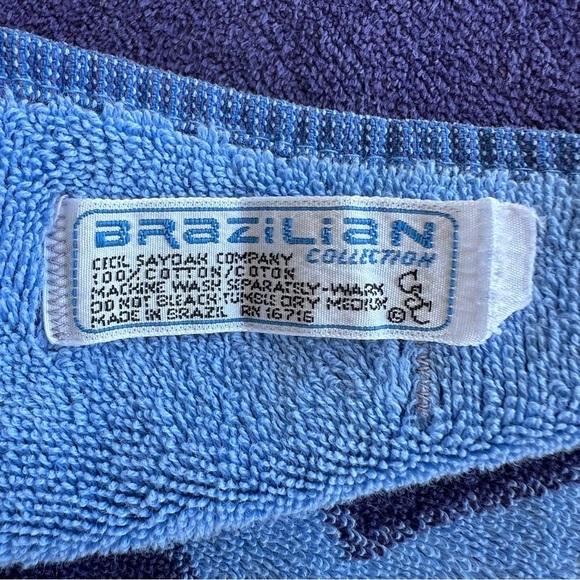 BRAZILIAN
COLLECTION
CECIL SAYDAH COMPANY
100% COTTON/COTON
MACHINE WASH SEPARATELY-WARM
DO NOT BLEACH-TUMBLE DRY MEDIUM
MADE IN BRAZIL RN 16716
CSC
©